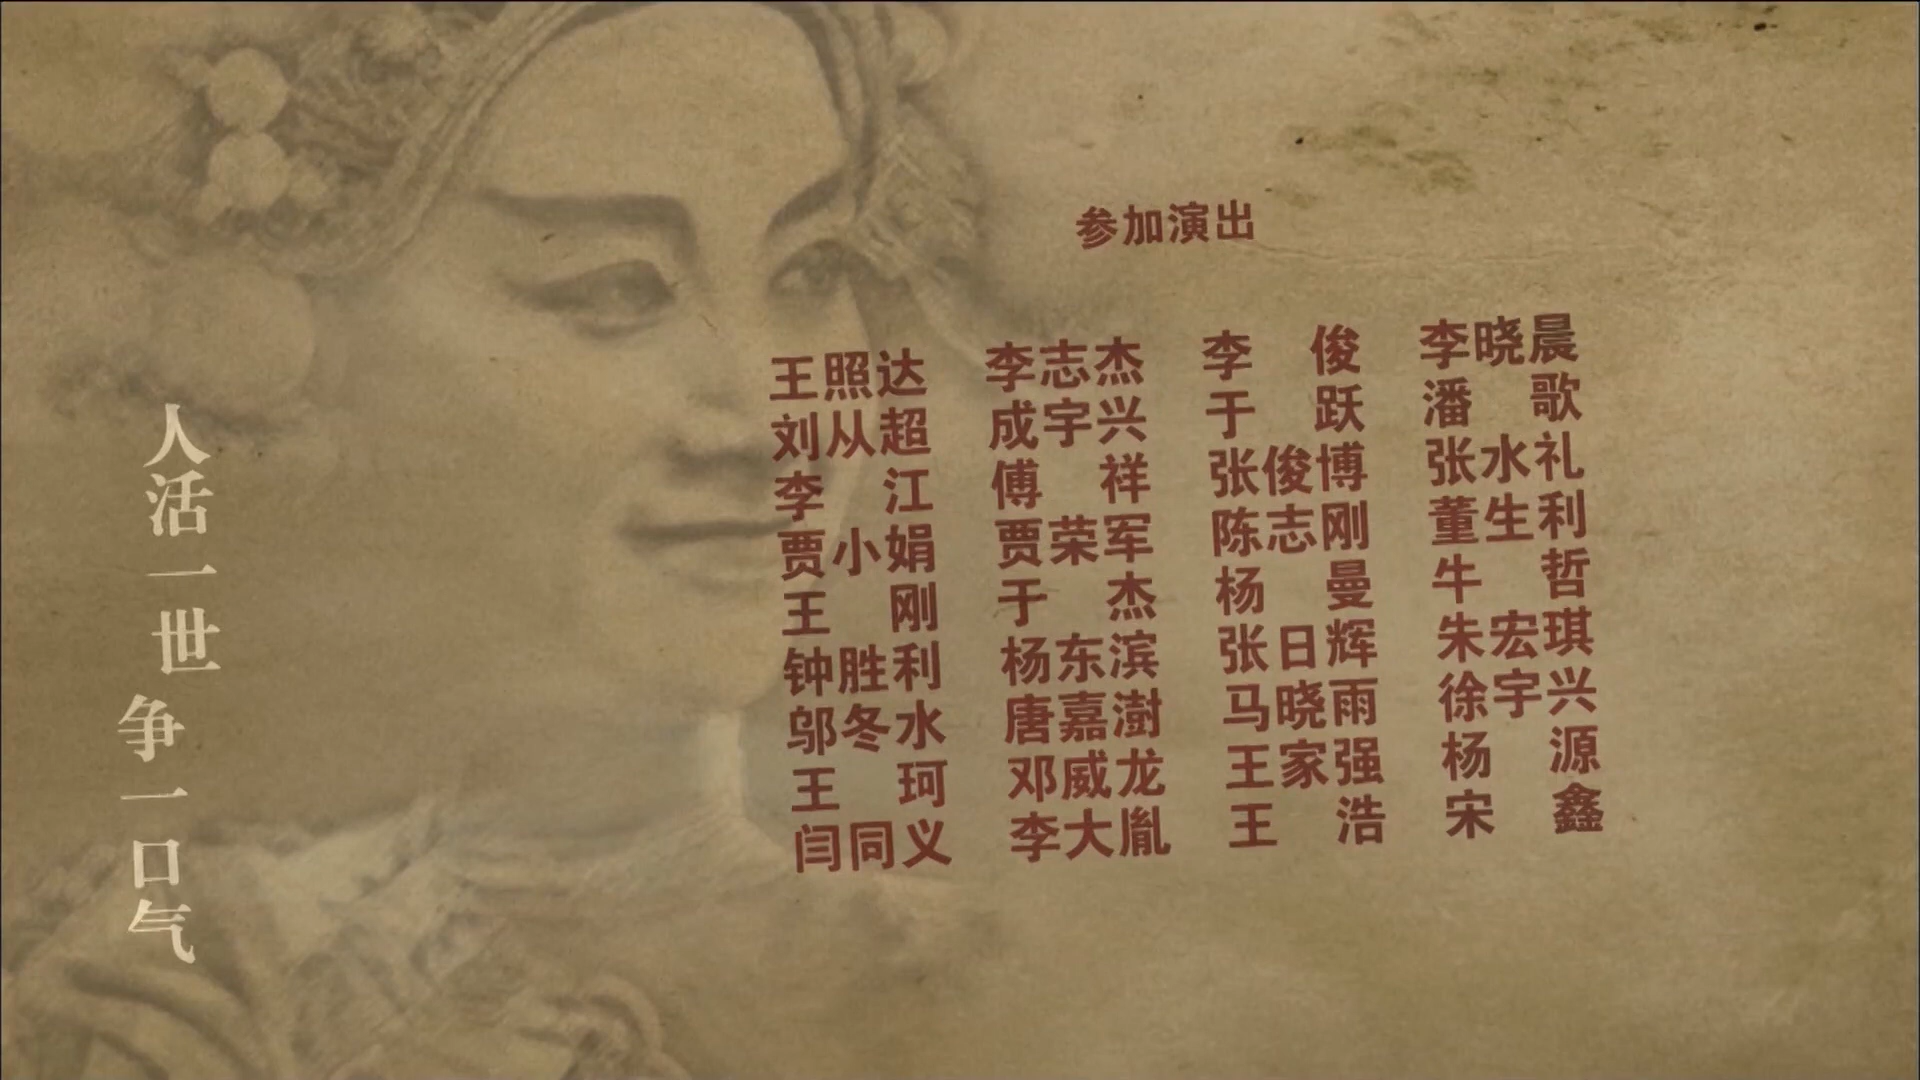 参加演出
王照达 李志杰 李 俊 李晓晨
刘从超 成宇兴 于 跃 潘 歌
李 江 傅 祥 张俊博 张水礼
贾小娟 贾荣军 陈志刚 董生利
王 刚 于 杰 杨 曼 牛 哲
钟胜利 杨东滨 张日辉 朱宏琪
邬冬水 唐嘉澍 马晓雨 徐宇兴
王 珂 邓威龙 王家强 杨 源
闫同义 李大胤 王 浩 宋 鑫
人活一世争一口气